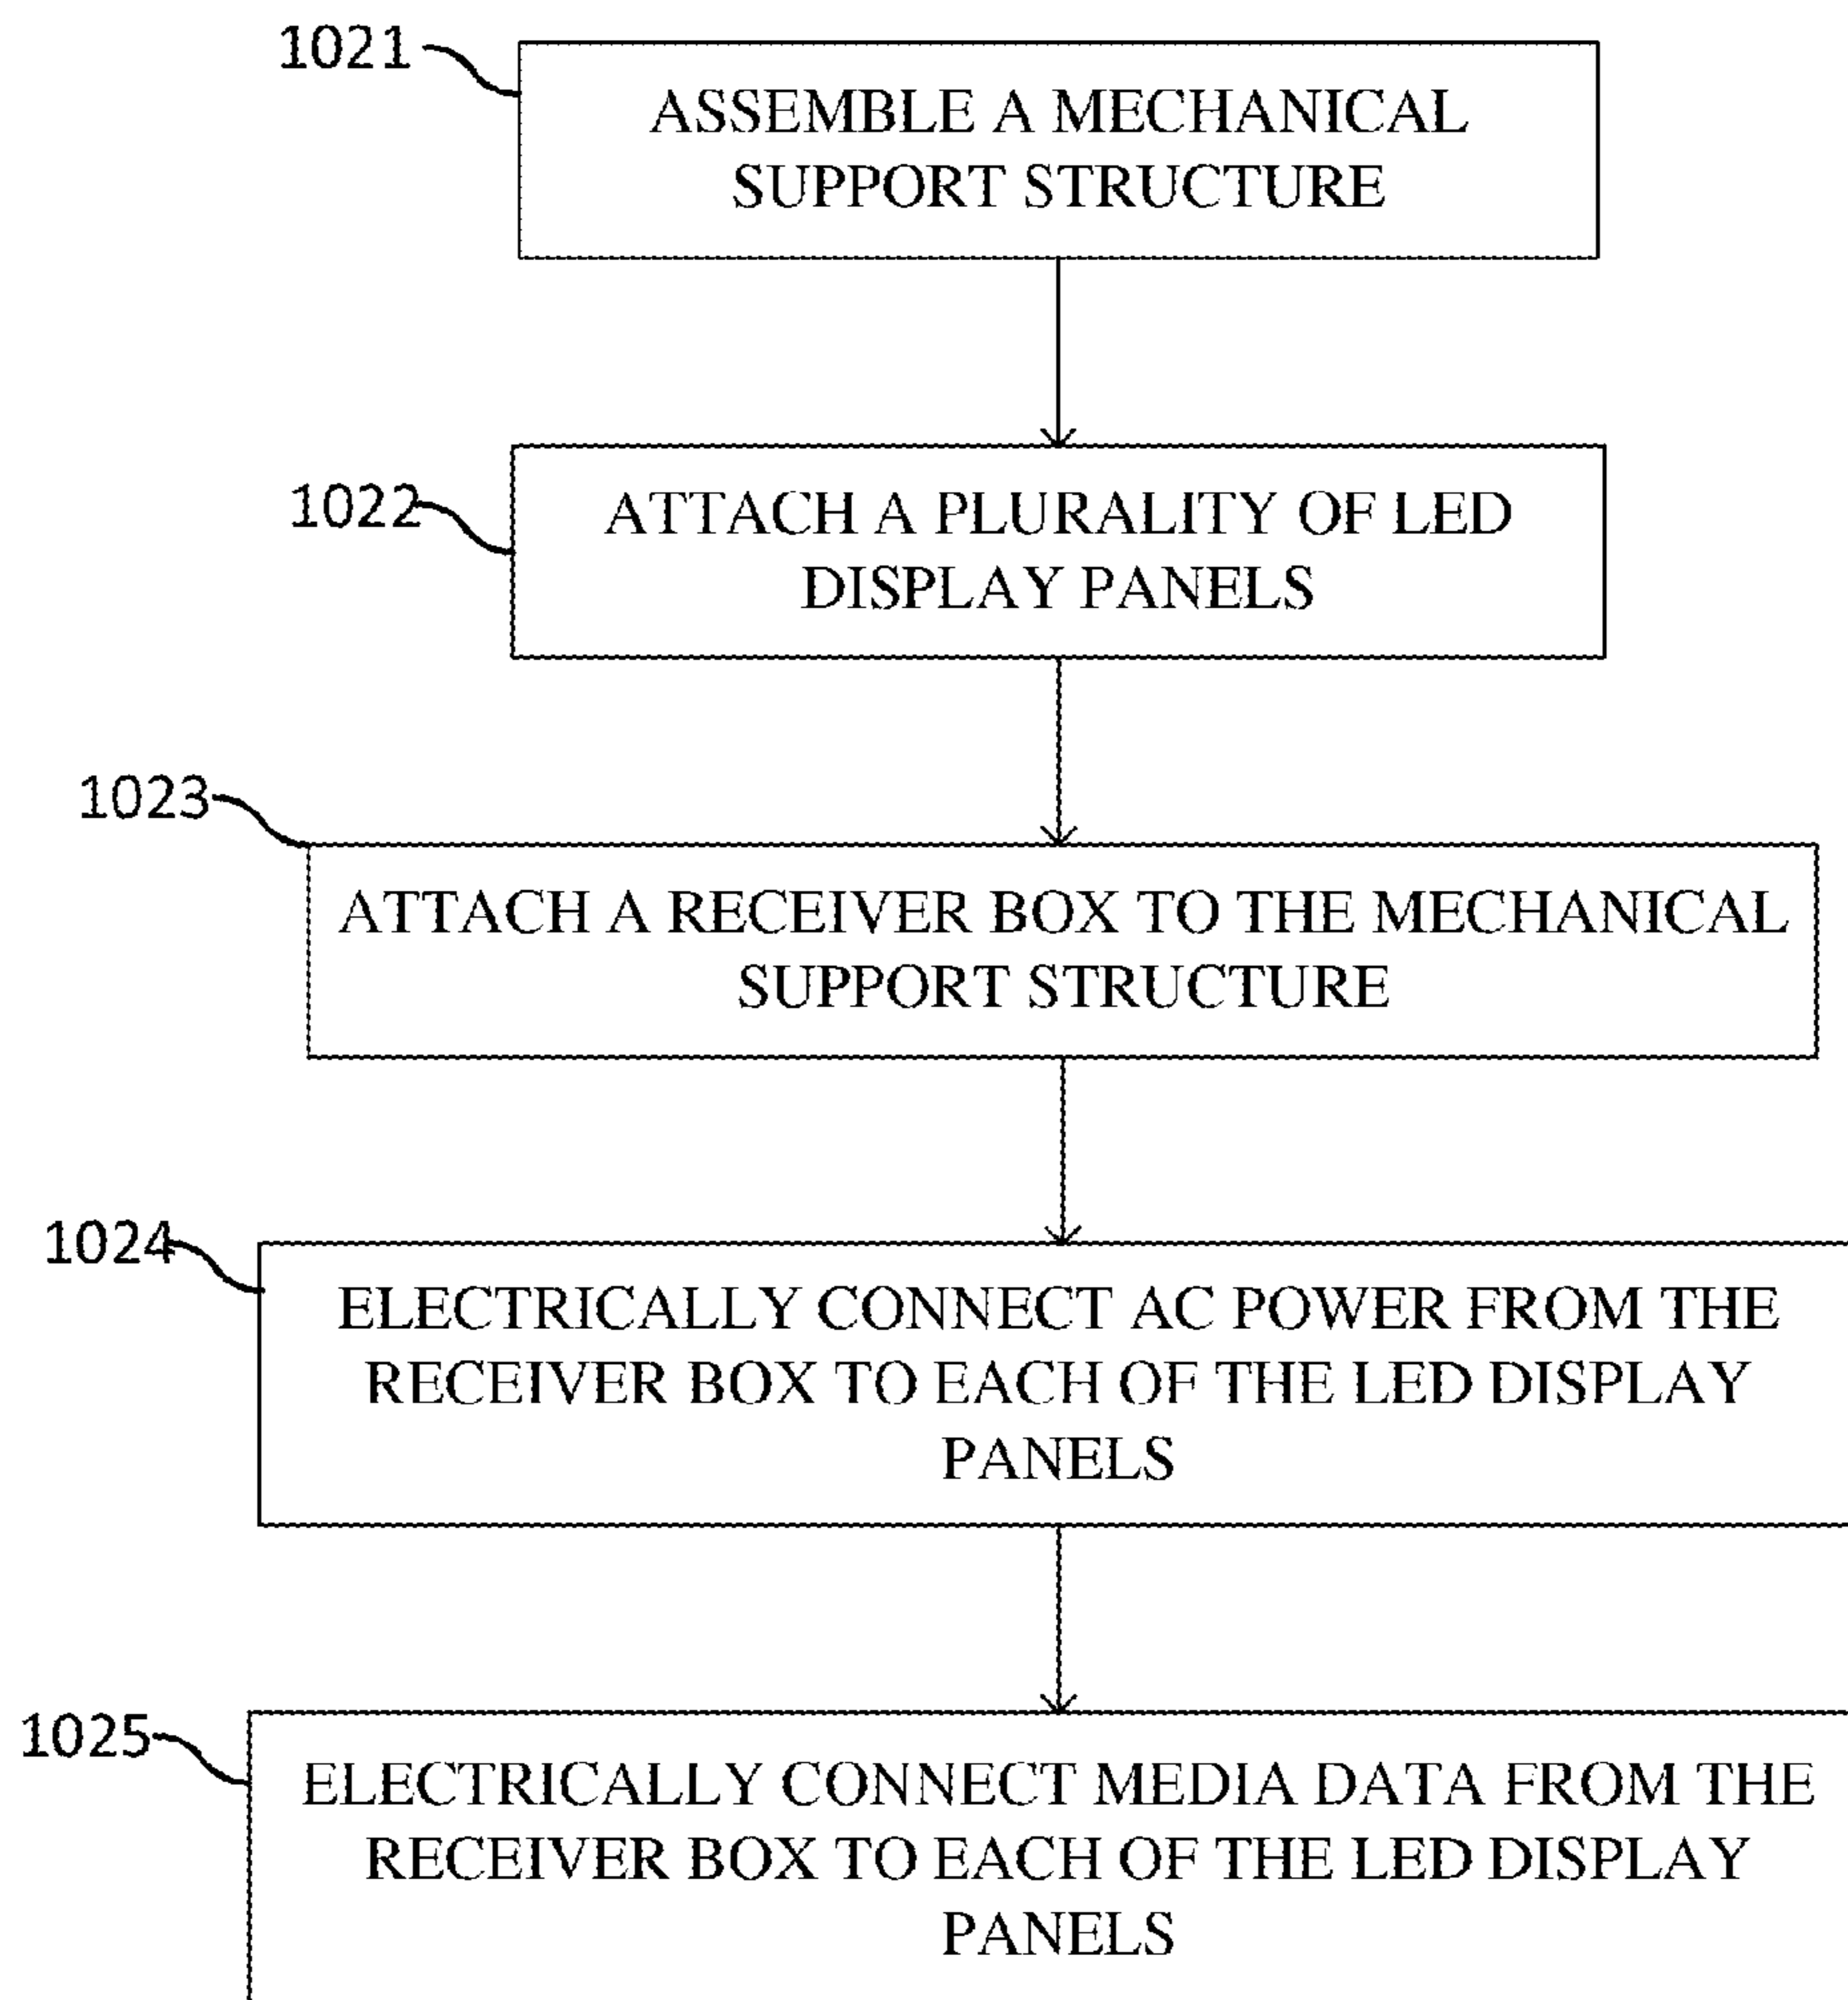 1021
ASSEMBLE A MECHANICAL
SUPPORT STRUCTURE
1022
ATTACH A PLURALITY OF LED
DISPLAY PANELS
1023
ATTACH A RECEIVER BOX TO THE MECHANICAL
SUPPORT STRUCTURE
1024
ELECTRICALLY CONNECT AC POWER FROM THE
RECEIVER BOX TO EACH OF THE LED DISPLAY
PANELS
1025
ELECTRICALLY CONNECT MEDIA DATA FROM THE
RECEIVER BOX TO EACH OF THE LED DISPLAY
PANELS